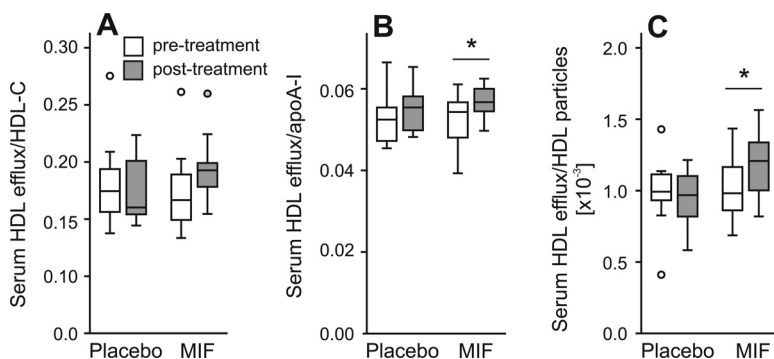 A
Serum HDL efflux/HDL-C
0.30
0.25
0.20
0.15
0.10
0.0
pre-treatment
post-treatment
Placebo MIF
B
Serum HDL efflux/apoA-I
0.06
0.04
0.02
0.00
*
Placebo MIF
C
Serum HDL efflux/HDL particles
[x10⁻³]
2.0
1.5
1.0
0.5
0.0
*
Placebo MIF